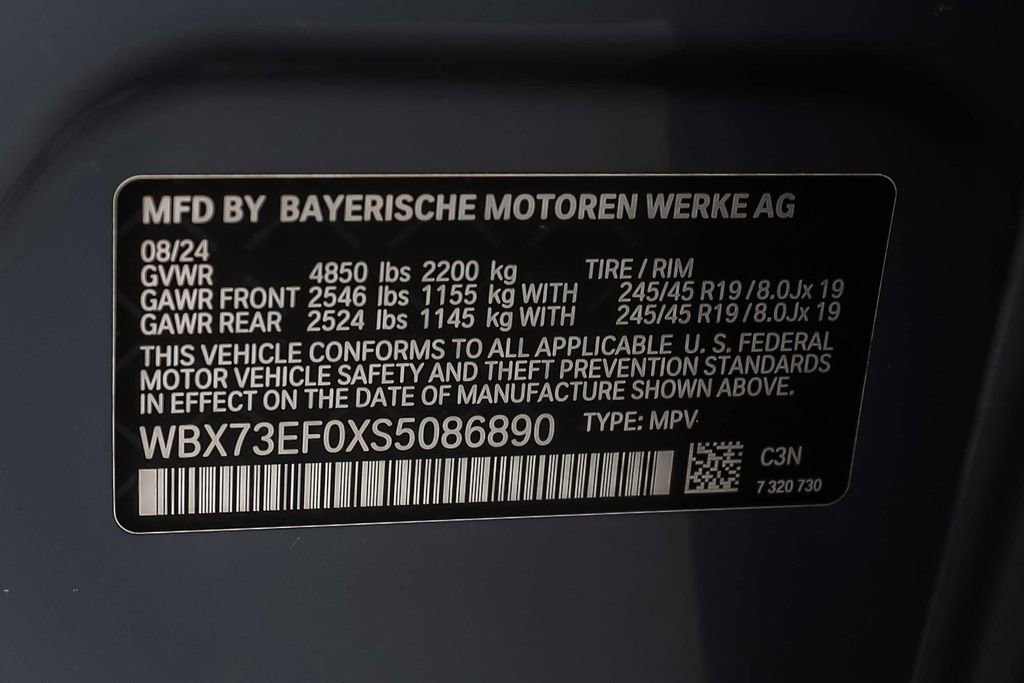 MFD BY BAYERISCHE MOTOREN WERKE AG
08/24
GVWR 4850 lbs 2200 kg TIRE / RIM
GAWR FRONT 2546 lbs 1155 kg WITH 245/45 R19 / 8.0Jx 19
GAWR REAR 2524 lbs 1145 kg WITH 245/45 R19 / 8.0Jx 19
THIS VEHICLE CONFORMS TO ALL APPLICABLE U. S. FEDERAL
MOTOR VEHICLE SAFETY AND THEFT PREVENTION STANDARDS
IN EFFECT ON THE DATE OF MANUFACTURE SHOWN ABOVE.
WBX73EF0XS5086890 TYPE: MPV
C3N
7 320 730